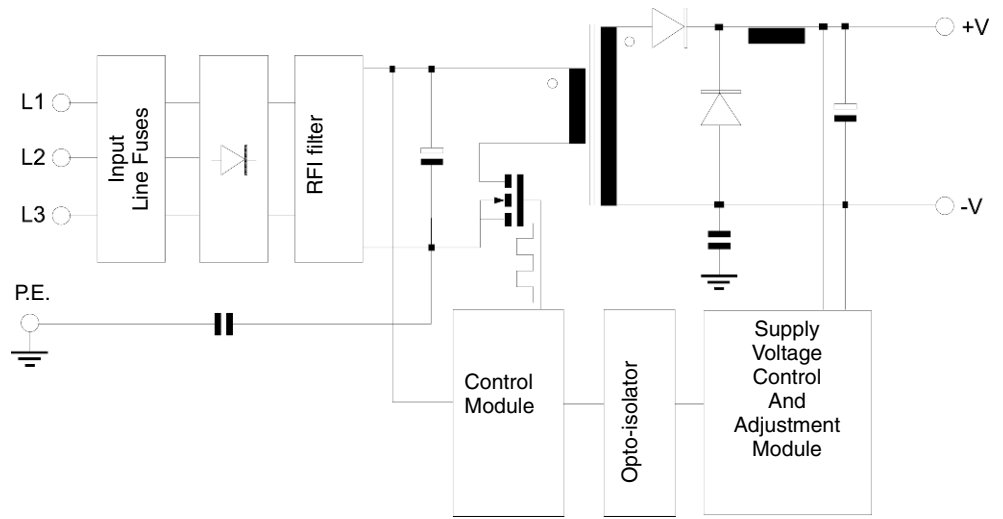 +V
L1
L2
L3
Input
Line Fuses
RFI filter
-V
P.E.
Control
Module
Opto-isolator
Supply
Voltage
Control
And
Adjustment
Module